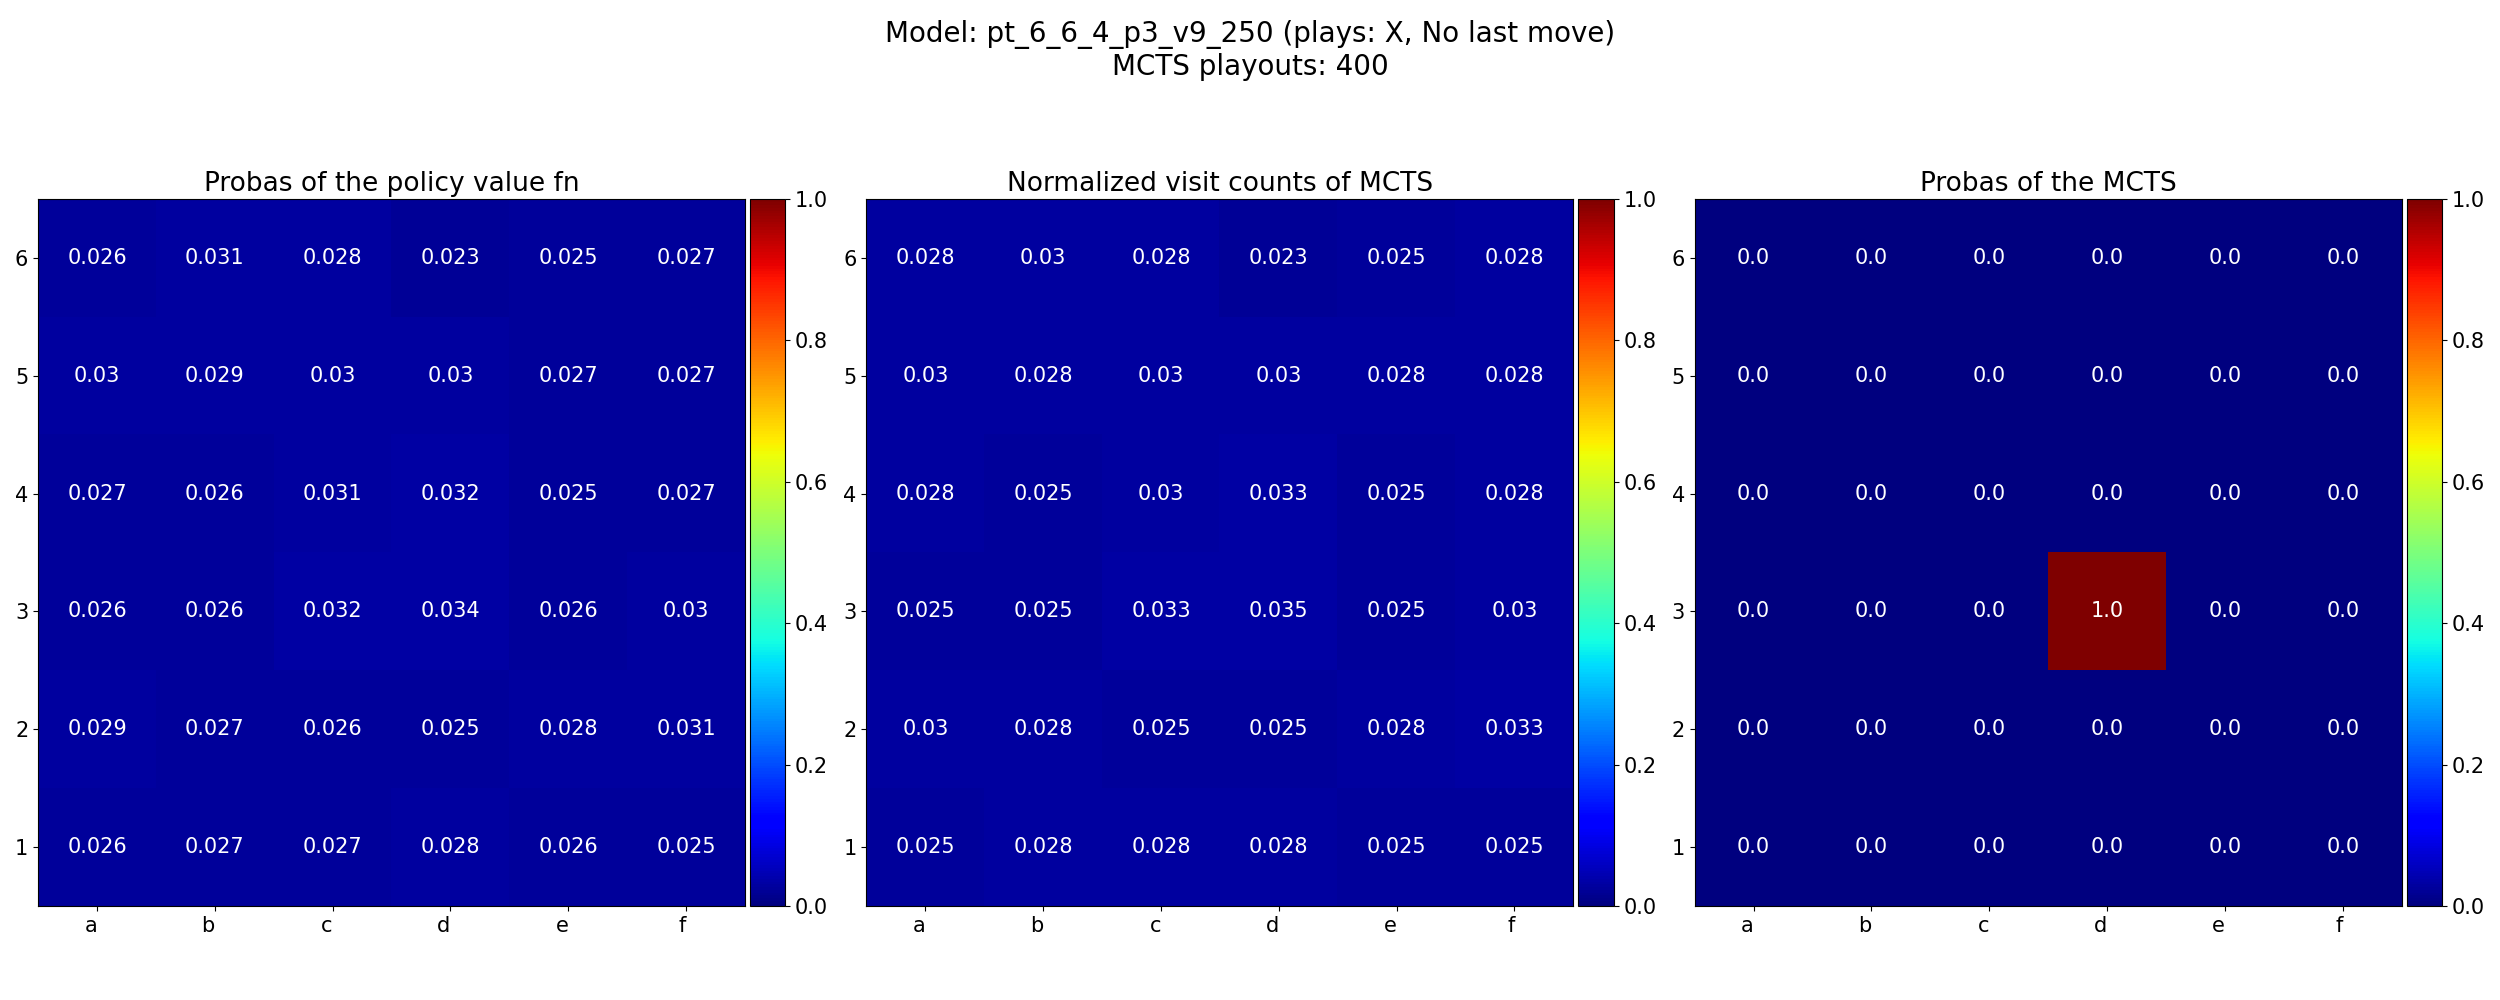 Model: pt_6_6_4_p3_v9_250 (plays: X, No last move)
MCTS playouts: 400
Probas of the policy value fn
1.0
6 0.026 0.031 0.028 0.023 0.025 0.027
0.8
5 0.03 0.029 0.03 0.03 0.027 0.027
0.6
4 0.027 0.026 0.031 0.032 0.025 0.027
0.4
3 0.026 0.026 0.032 0.034 0.026 0.03
0.2
2 0.029 0.027 0.026 0.025 0.028 0.031
1 0.026 0.027 0.027 0.028 0.026 0.025
0.0
a b c d e f
Normalized visit counts of MCTS
1.0
6 0.028 0.03 0.028 0.023 0.025 0.028
0.8
5 0.03 0.028 0.03 0.03 0.028 0.028
0.6
4 0.028 0.025 0.03 0.033 0.025 0.028
0.4
3 0.025 0.025 0.033 0.035 0.025 0.03
0.2
2 0.03 0.028 0.025 0.025 0.028 0.033
1 0.025 0.028 0.028 0.028 0.025 0.025
0.0
a b c d e f
Probas of the MCTS
1.0
6 0.0 0.0 0.0 0.0 0.0 0.0
0.8
5 0.0 0.0 0.0 0.0 0.0 0.0
0.6
4 0.0 0.0 0.0 0.0 0.0 0.0
0.4
3 0.0 0.0 0.0 1.0 0.0 0.0
0.2
2 0.0 0.0 0.0 0.0 0.0 0.0
1 0.0 0.0 0.0 0.0 0.0 0.0
0.0
a b c d e f